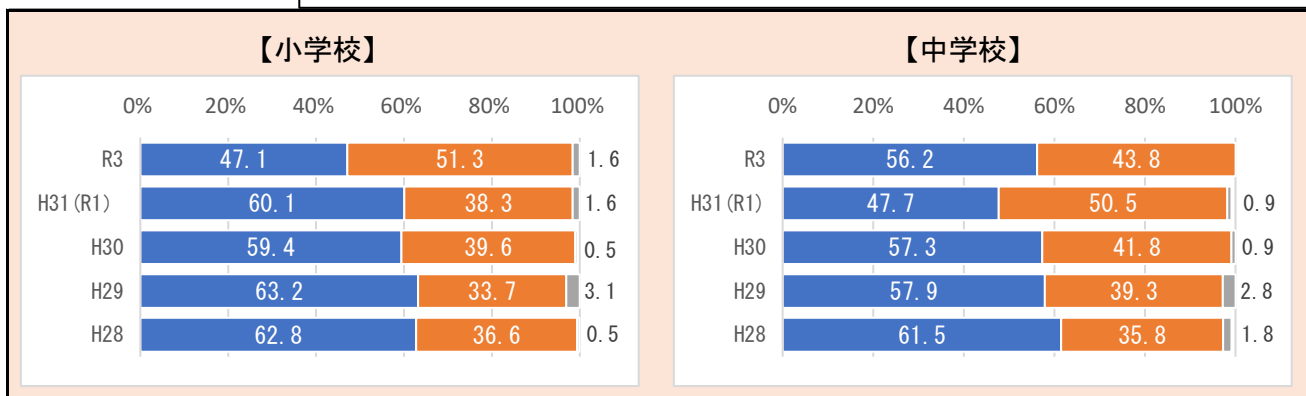 【小学校】
0% 20% 40% 60% 80% 100%
R3 47.1 51.3 1.6
H31(R1) 60.1 38.3 1.6
H30 59.4 39.6 0.5
H29 63.2 33.7 3.1
H28 62.8 36.6 0.5
【中学校】
0% 20% 40% 60% 80% 100%
R3 56.2 43.8
H31(R1) 47.7 50.5 0.9
H30 57.3 41.8 0.9
H29 57.9 39.3 2.8
H28 61.5 35.8 1.8